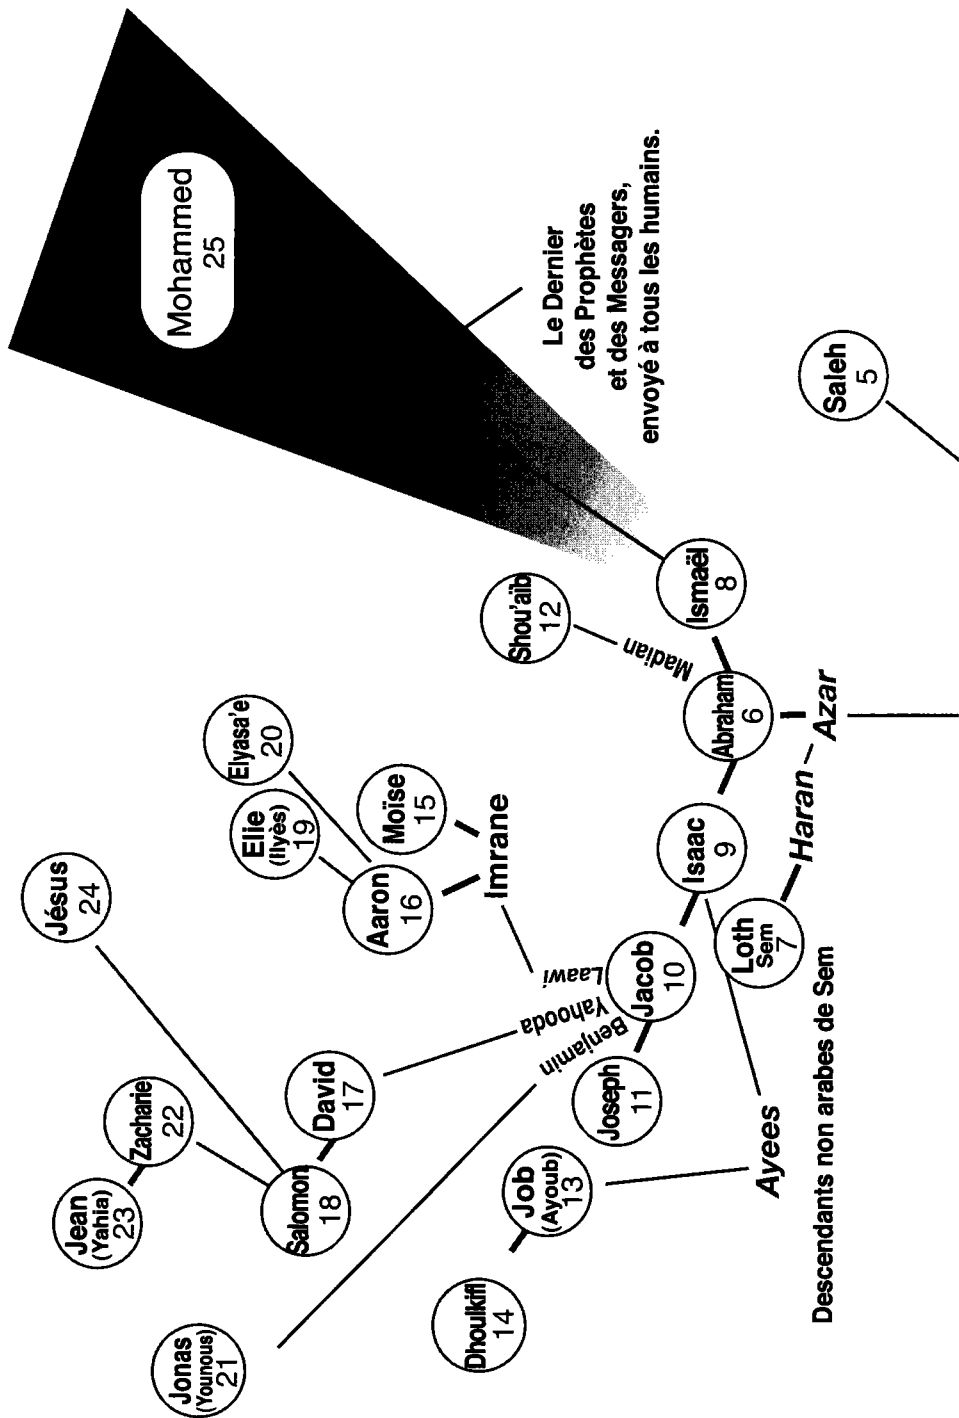 Jonas
(Younous)
21
Jean
(Yahia)
23
Zacharie
22
Jésus
24
Salomon
18
David
17
Elie
(Ilyès)
19
Elyasa'e
20
Aaron
16
Moïse
15
Imrane
Mohammed
25
Dhoulkifl
14
Job
(Ayoub)
13
Joseph
11
Benjamin
Yahooda
Laawi
Jacob
10
Isaac
9
Shou'aïb
12
Madian
Abraham
6
Ismaël
8
Le Dernier
des Prophètes
et des Messagers,
envoyé à tous les humains.
Ayees
Loth
Sem
7
Haran
Azar
Saleh
5
Descendants non arabes de Sem